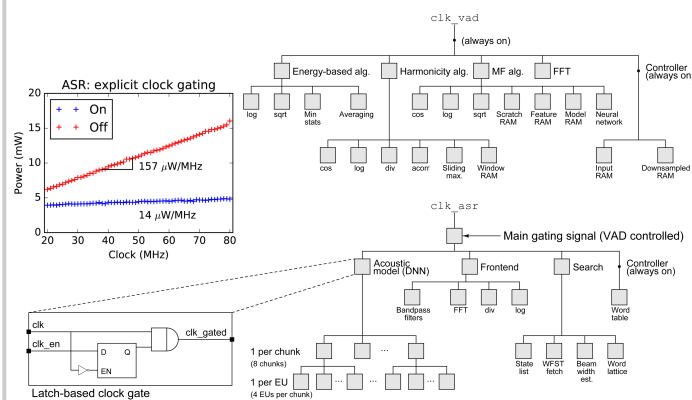 clk_vad
(always on)
Energy-based alg.
Harmonicity alg.
MF alg.
FFT
Controller
(always on
log
sqrt
Min
stats
Averaging
cos
log
sqrt
Scratch
RAM
Feature
RAM
Model
RAM
Neural
network
cos
log
div
acorr
Sliding
max.
Window
RAM
Input
RAM
Downsampled
RAM
ASR: explicit clock gating
On
Off
157 μW/MHz
14 μW/MHz
Power (mW)
20
15
10
5
0
20 30 40 50 60 70 80
Clock (MHz)
clk_asr
Main gating signal (VAD controlled)
Acoustic
model (DNN)
Frontend
Search
Controller
(always on)
Bandpass
filters
FFT
div
log
Word
table
1 per chunk
(8 chunks)
...
1 per EU
(4 EUs per chunk)
...
...
...
State
list
WFST
fetch
Beam
width
est.
Word
lattice
clk
clk_en
D Q
EN
clk_gated
Latch-based clock gate